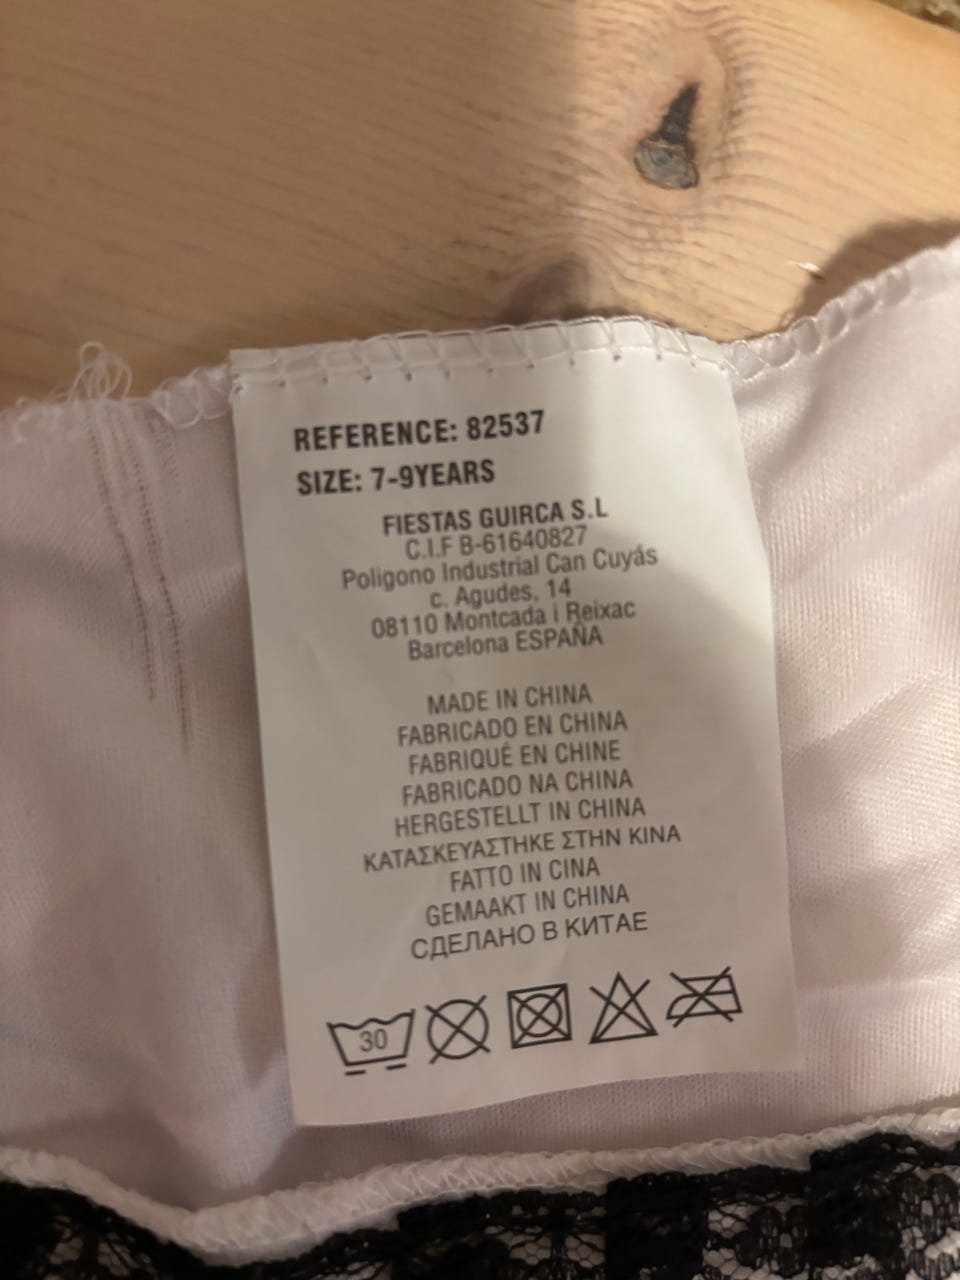 REFERENCE: 82537
SIZE: 7-9YEARS
FIESTAS GUIRCA S.L
C.I.F B-61640827
Poligono Industrial Can Cuyás
c. Agudes, 14
08110 Montcada i Reixac
Barcelona ESPAÑA
MADE IN CHINA
FABRICADO EN CHINA
FABRIQUÉ EN CHINE
FABRICADO NA CHINA
HERGESTELLT IN CHINA
ΚΑΤΑΣΚΕΥΑΣΤΗΚΕ ΣΤΗΝ ΚΙΝΑ
FATTO IN CINA
GEMAAKT IN CHINA
СДЕЛАНО В КИТАЕ
30